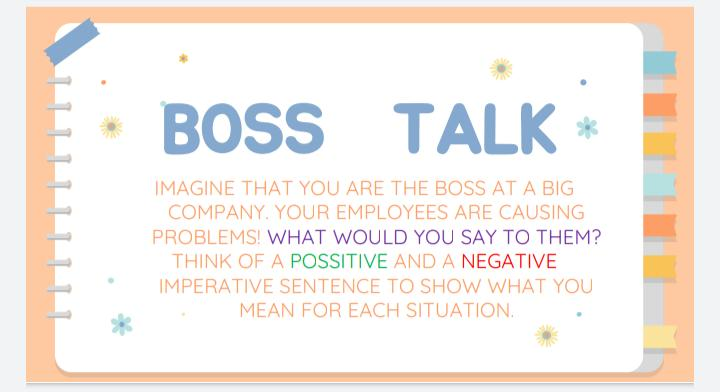 BOSS TALK
IMAGINE THAT YOU ARE THE BOSS AT A BIG
COMPANY. YOUR EMPLOYEES ARE CAUSING
PROBLEMS! WHAT WOULD YOU SAY TO THEM?
THINK OF A POSSITIVE AND A NEGATIVE
IMPERATIVE SENTENCE TO SHOW WHAT YOU
MEAN FOR EACH SITUATION.